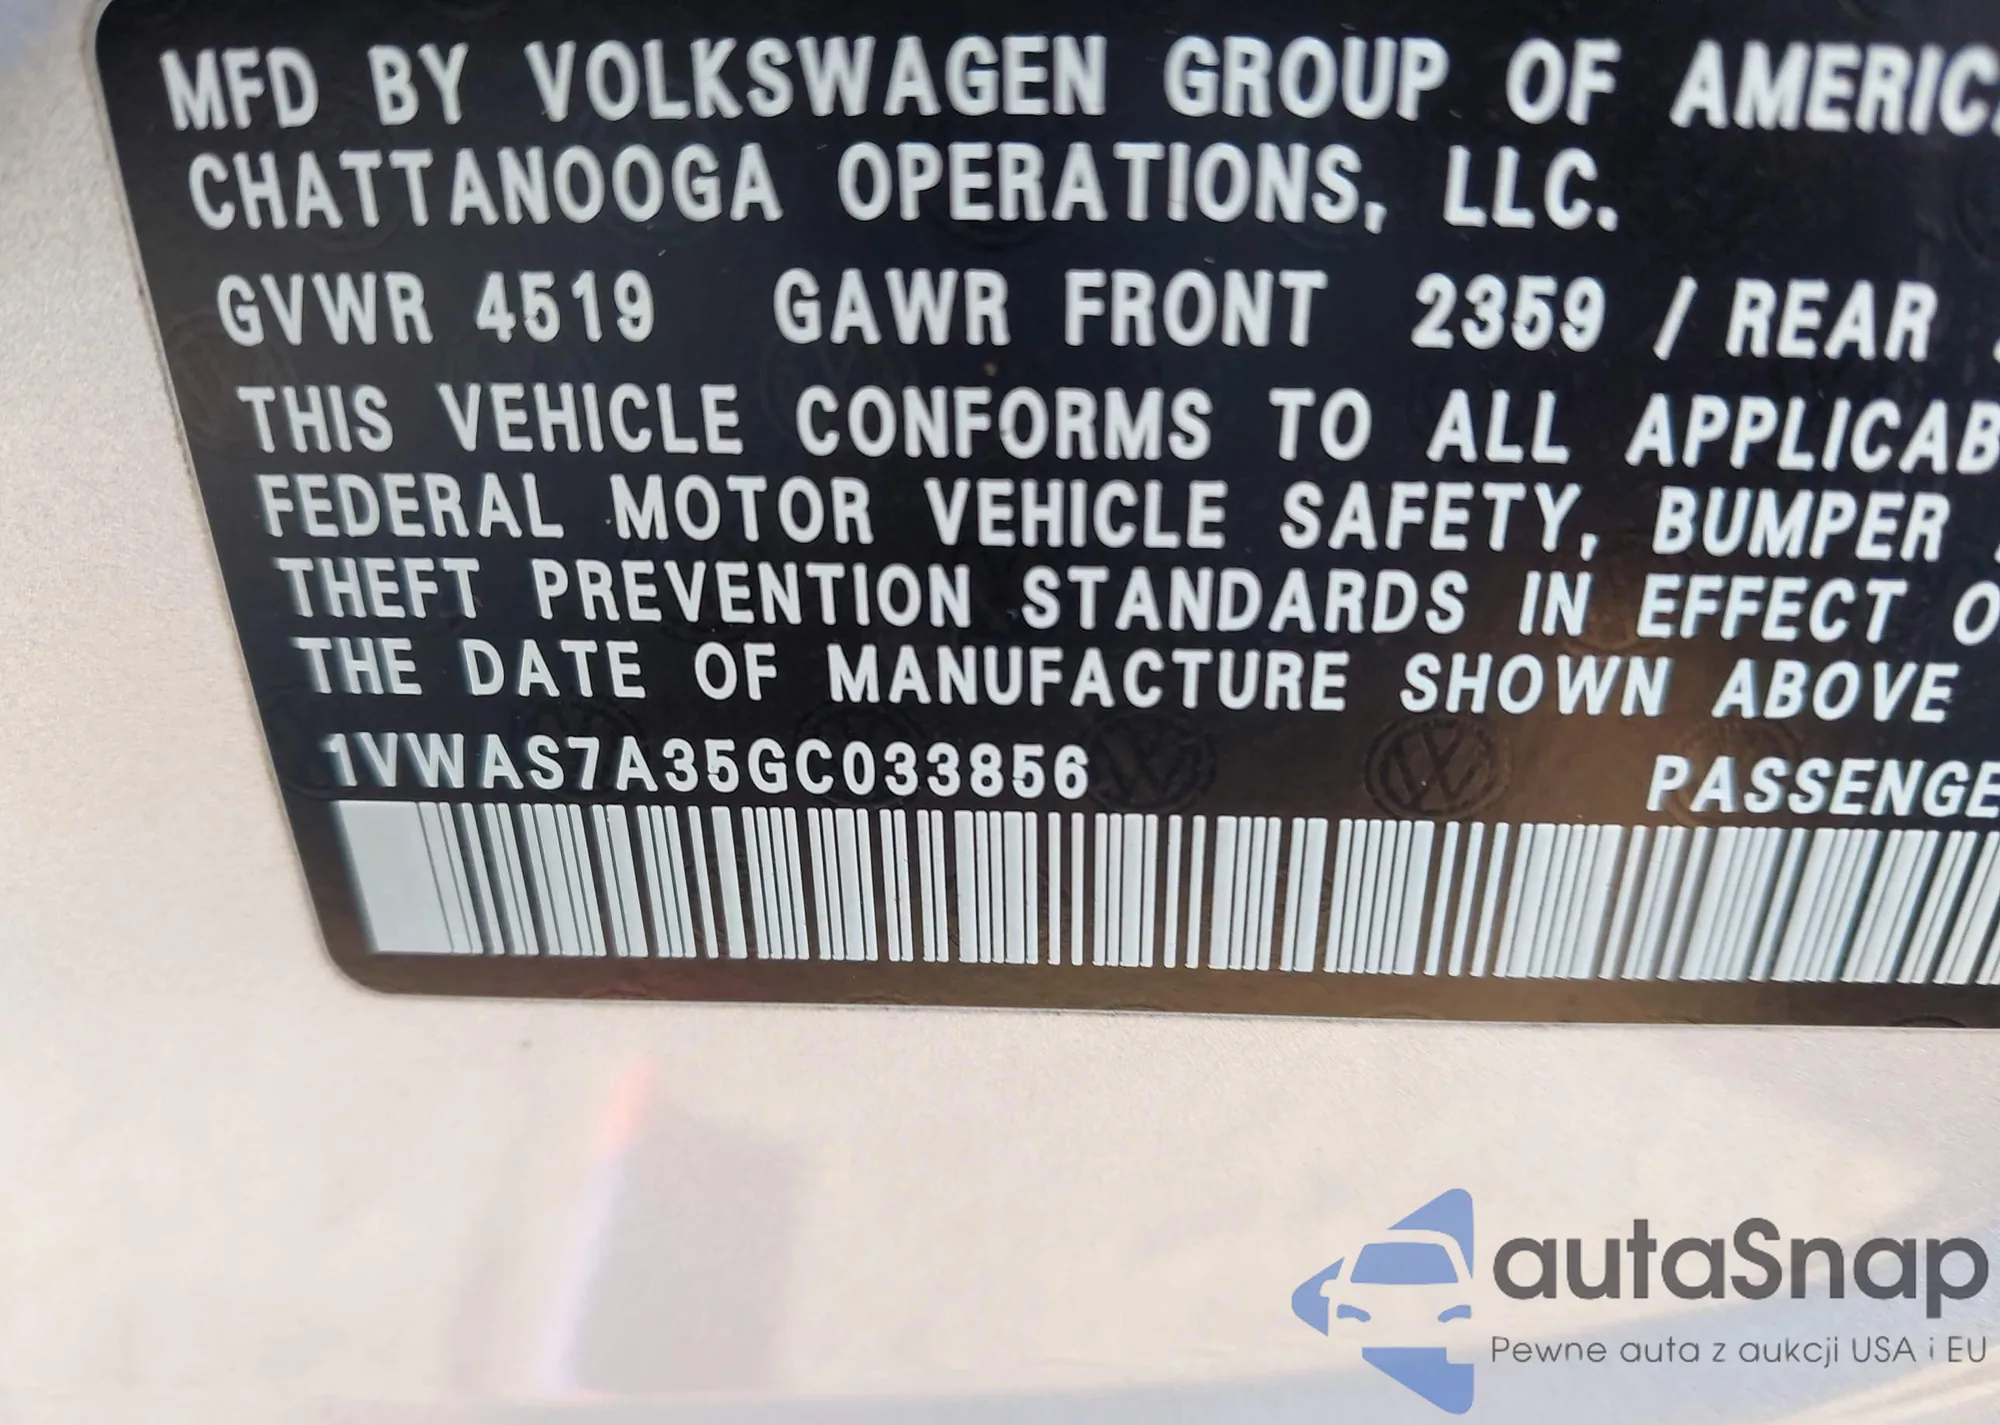 MFD BY VOLKSWAGEN GROUP OF AMERICA
CHATTANOOGA OPERATIONS, LLC.
GVWR 4519 GAWR FRONT 2359 / REAR
THIS VEHICLE CONFORMS TO ALL APPLICAB
FEDERAL MOTOR VEHICLE SAFETY, BUMPER
THEFT PREVENTION STANDARDS IN EFFECT O
THE DATE OF MANUFACTURE SHOWN ABOVE
1VWAS7A35GC033856 PASSENGE
autaSnap
Pewne auta z aukcji USA i EU